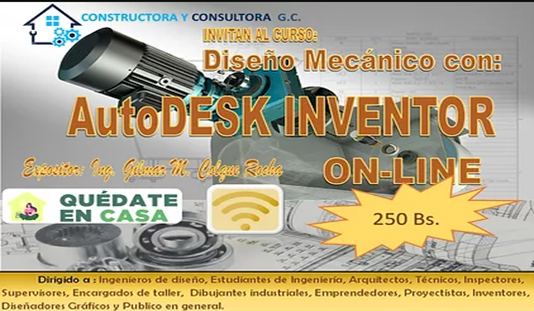 CONSTRUCTORA Y CONSULTORA G.C.
INVITAN AL CURSO:
Diseño Mecánico con:
AutoDESK INVENTOR
Expositor: Ing. Gilmar M. Colque Rocha
ON-LINE
QUÉDATE
EN CASA
250 Bs.
Dirigido a : Ingenieros de diseño, Estudiantes de Ingeniería, Arquitectos, Técnicos, Inspectores,
Supervisores, Encargados de taller, Dibujantes industriales, Emprendedores, Proyectistas, Inventores,
Diseñadores Gráficos y Publico en general.